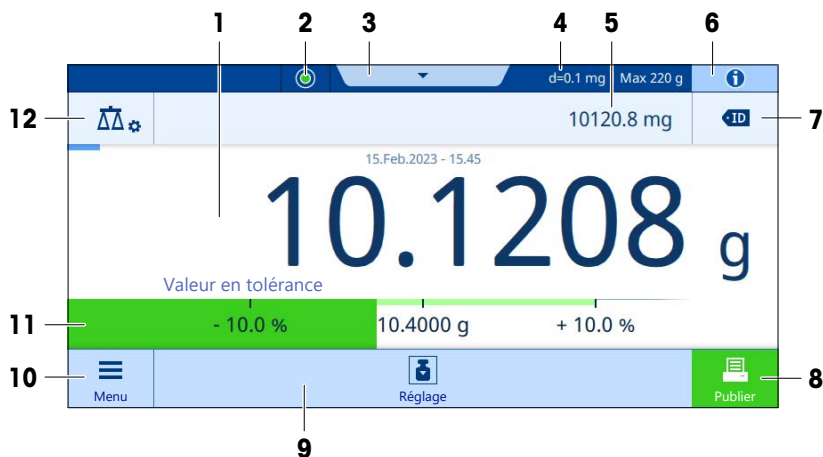 1 2 3 4 5 6
d=0.1 mg Max 220 g
12 10120.8 mg ID 7
15.Feb.2023 - 15.45
10.1208 g
Valeur en tolérance
11 - 10.0 % 10.4000 g + 10.0 %
10 8
Menu Réglage Publier
9